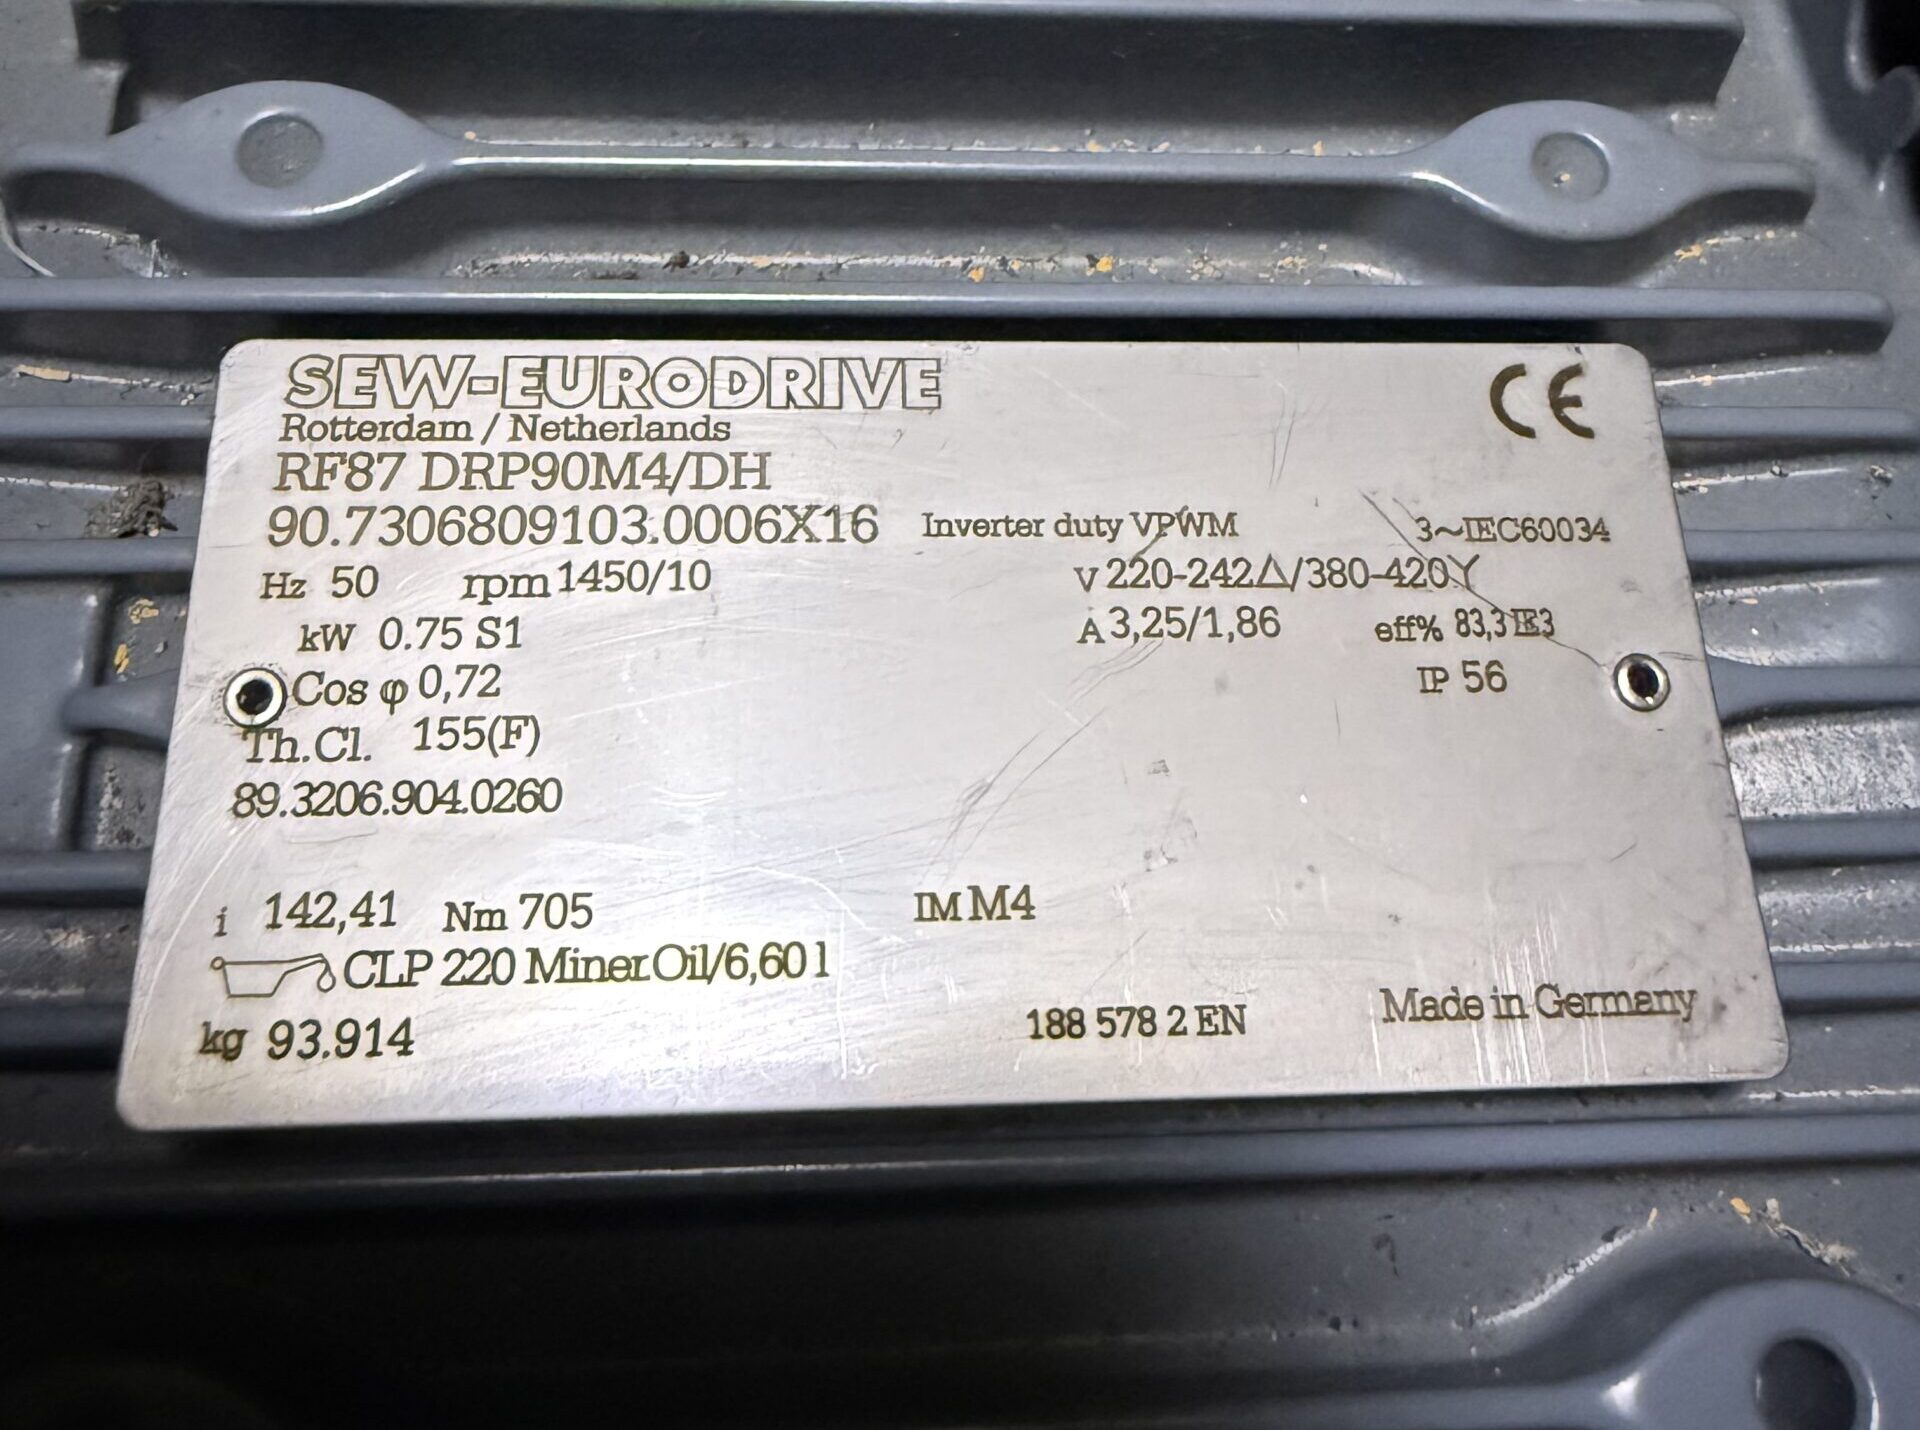 SEW-EURODRIVE
CE
Rotterdam / Netherlands
RF87 DRP90M4/DH
90.7306809103.0006X16 Inverter duty VPWM 3~IEC60034
Hz 50 rpm 1450/10 V 220-242△/380-420Y
kW 0.75 S1 A 3,25/1,86 eff% 83,3 IE3
Cos φ 0,72 IP 56
Th.Cl. 155(F)
89.3206.904.0260
i 142,41 Nm 705 IM M4
CLP 220 Miner.Oil/6,60 l
kg 93.914 188 578 2 EN Made in Germany